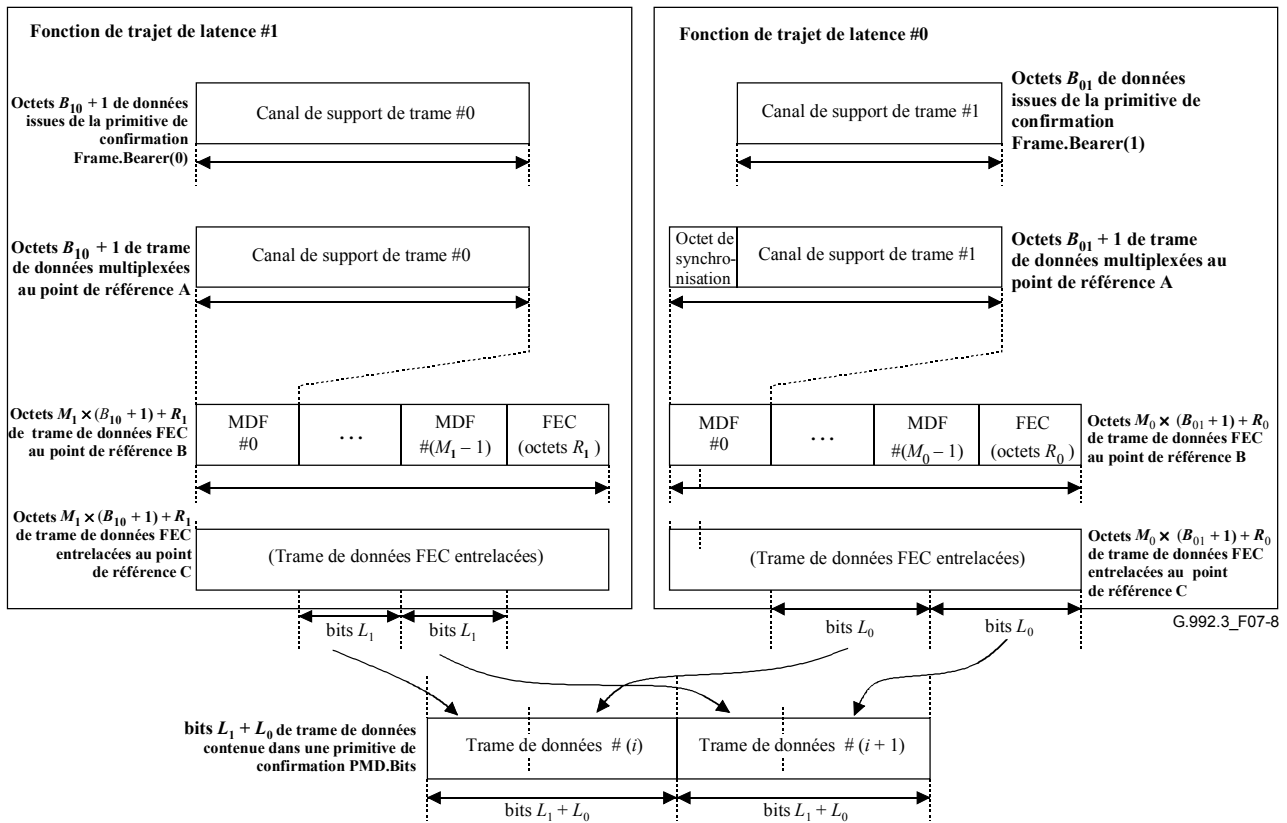 Fonction de trajet de latence #1
Octets B10 + 1 de données
issues de la primitive de
confirmation
Frame.Bearer(0)
Canal de support de trame #0
Octets B10 + 1 de trame
de données multiplexées
au point de référence A
Canal de support de trame #0
Octets M1 × (B10 + 1) + R1
de trame de données FEC
au point de référence B
MDF
#0
…
MDF
#(M1 – 1)
FEC
(octets R1 )
Octets M1 × (B10 + 1) + R1
de trame de données FEC
entrelacées au point
de référence C
(Trame de données FEC entrelacées)
bits L1
bits L1
Fonction de trajet de latence #0
Canal de support de trame #1
Octets B01 de données
issues de la primitive de
confirmation
Frame.Bearer(1)
Octet de
synchro-
nisation
Canal de support de trame #1
Octets B01 + 1 de trame
de données multiplexées au
point de référence A
MDF
#0
…
MDF
#(M0 – 1)
FEC
(octets R0 )
Octets M0 × (B01 + 1) + R0
de trame de données FEC
au point de référence B
(Trame de données FEC entrelacées)
Octets M0 × (B01 + 1) + R0
de trame de données FEC
entrelacées au point
de référence C
bits L0
bits L0
G.992.3_F07-8
bits L1 + L0 de trame de données
contenue dans une primitive de
confirmation PMD.Bits
Trame de données # (i)
Trame de données # (i + 1)
bits L1 + L0
bits L1 + L0